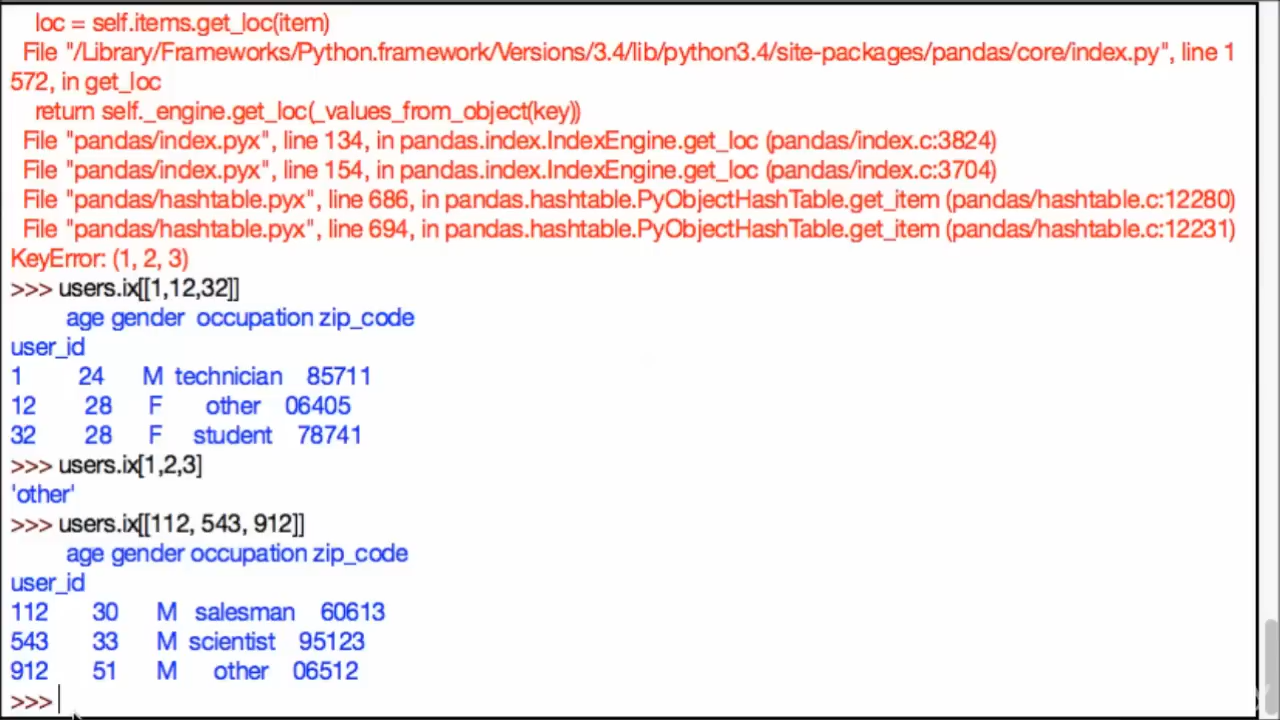 loc = self.items.get_loc(item)
File "/Library/Frameworks/Python.framework/Versions/3.4/lib/python3.4/site-packages/pandas/core/index.py", line 1
572, in get_loc
return self._engine.get_loc(_values_from_object(key))
File "pandas/index.pyx", line 134, in pandas.index.IndexEngine.get_loc (pandas/index.c:3824)
File "pandas/index.pyx", line 154, in pandas.index.IndexEngine.get_loc (pandas/index.c:3704)
File "pandas/hashtable.pyx", line 686, in pandas.hashtable.PyObjectHashTable.get_item (pandas/hashtable.c:12280)
File "pandas/hashtable.pyx", line 694, in pandas.hashtable.PyObjectHashTable.get_item (pandas/hashtable.c:12231)
KeyError: (1, 2, 3)
>>> users.ix[[1,12,32]]
age gender occupation zip_code
user_id
1 24 M technician 85711
12 28 F other 06405
32 28 F student 78741
>>> users.ix[1,2,3]
'other'
>>> users.ix[[112, 543, 912]]
age gender occupation zip_code
user_id
112 30 M salesman 60613
543 33 M scientist 95123
912 51 M other 06512
>>>